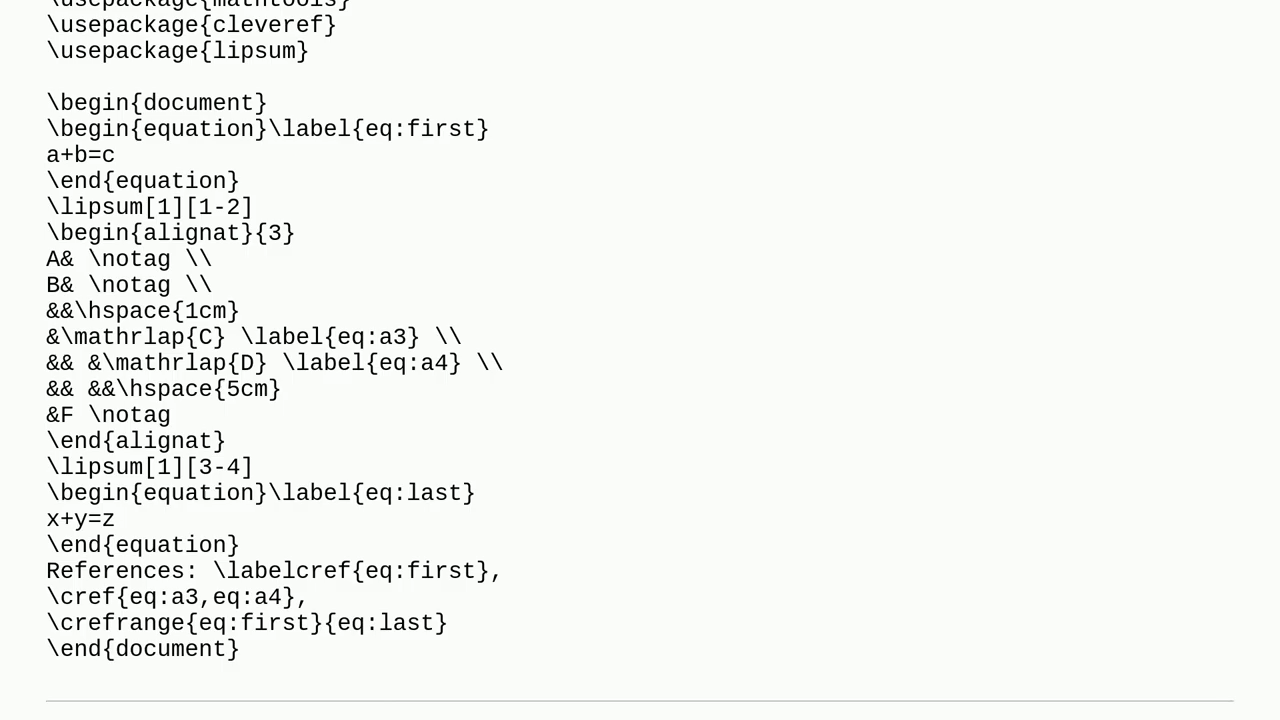 \usepackage{mathtools}
\usepackage{cleveref}
\usepackage{lipsum}
\begin{document}
\begin{equation}\label{eq:first}
a+b=c
\end{equation}
\lipsum[1][1-2]
\begin{alignat}{3}
A& \notag \\
B& \notag \\
&&\hspace{1cm}
&\mathrlap{C} \label{eq:a3} \\
&& &\mathrlap{D} \label{eq:a4} \\
&& &&\hspace{5cm}
&F \notag
\end{alignat}
\lipsum[1][3-4]
\begin{equation}\label{eq:last}
x+y=z
\end{equation}
References: \labelcref{eq:first},
\cref{eq:a3,eq:a4},
\crefrange{eq:first}{eq:last}
\end{document}